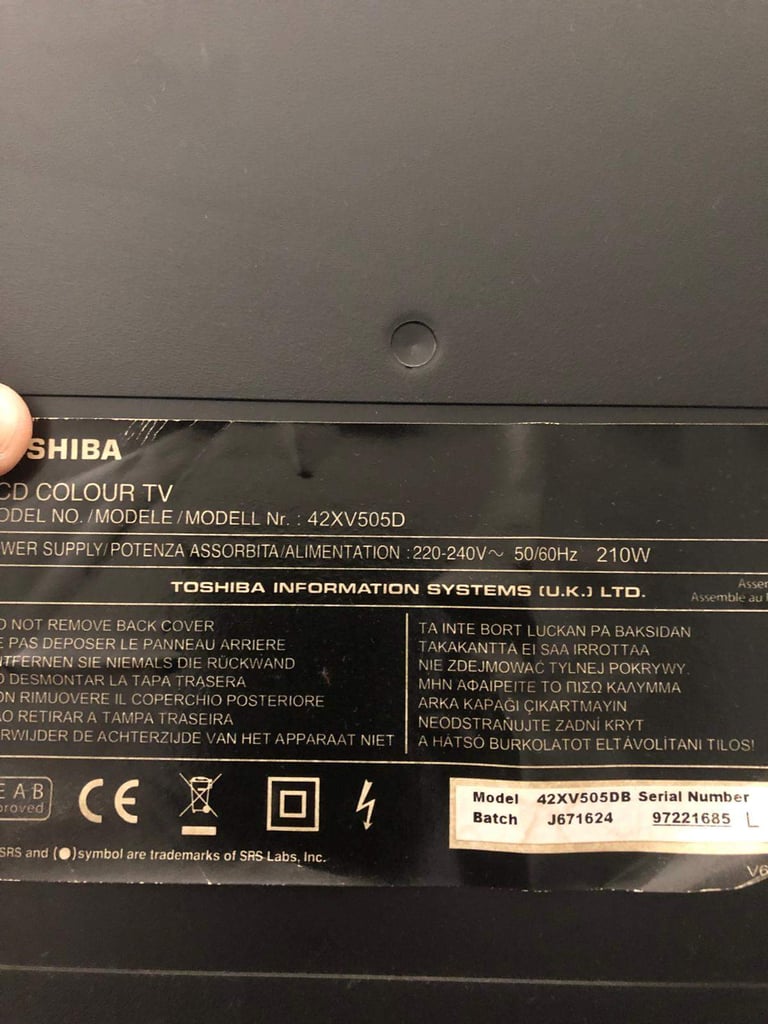 SHIBA
CD COLOUR TV
ODEL NO./MODELE/MODELL Nr. : 42XV505D
WER SUPPLY/POTENZA ASSORBITA/ALIMENTATION :220-240V～ 50/60Hz 210W
TOSHIBA INFORMATION SYSTEMS (U.K.) LTD.
Assem
Assemble au
O NOT REMOVE BACK COVER
E PAS DEPOSER LE PANNEAU ARRIERE
NTFERNEN SIE NIEMALS DIE RÜCKWAND
O DESMONTAR LA TAPA TRASERA
ON RIMUOVERE IL COPERCHIO POSTERIORE
AO RETIRAR A TAMPA TRASEIRA
ERWIJDER DE ACHTERZIJDE VAN HET APPARAAT NIET
TA INTE BORT LUCKAN PA BAKSIDAN
TAKAKANTTA EI SAA IRROTTAA
NIE ZDEJMOWAĆ TYLNEJ POKRYWY.
ΜΗΝ ΑΦΑΙΡΕΙΤΕ ΤΟ ΠΙΣΩ ΚΑΛΥΜΜΑ
ARKA KAPAĞI ÇIKARTMAYIN
NEODSTRAŇUJTE ZADNÍ KRYT
A HÁTSÓ BURKOLATOT ELTÁVOLÍTANI TILOS!
EAB
roved
CE
Model 42XV505DB Serial Number
Batch J671624 97221685 L
SRS and (●) symbol are trademarks of SRS Labs, Inc.
V6